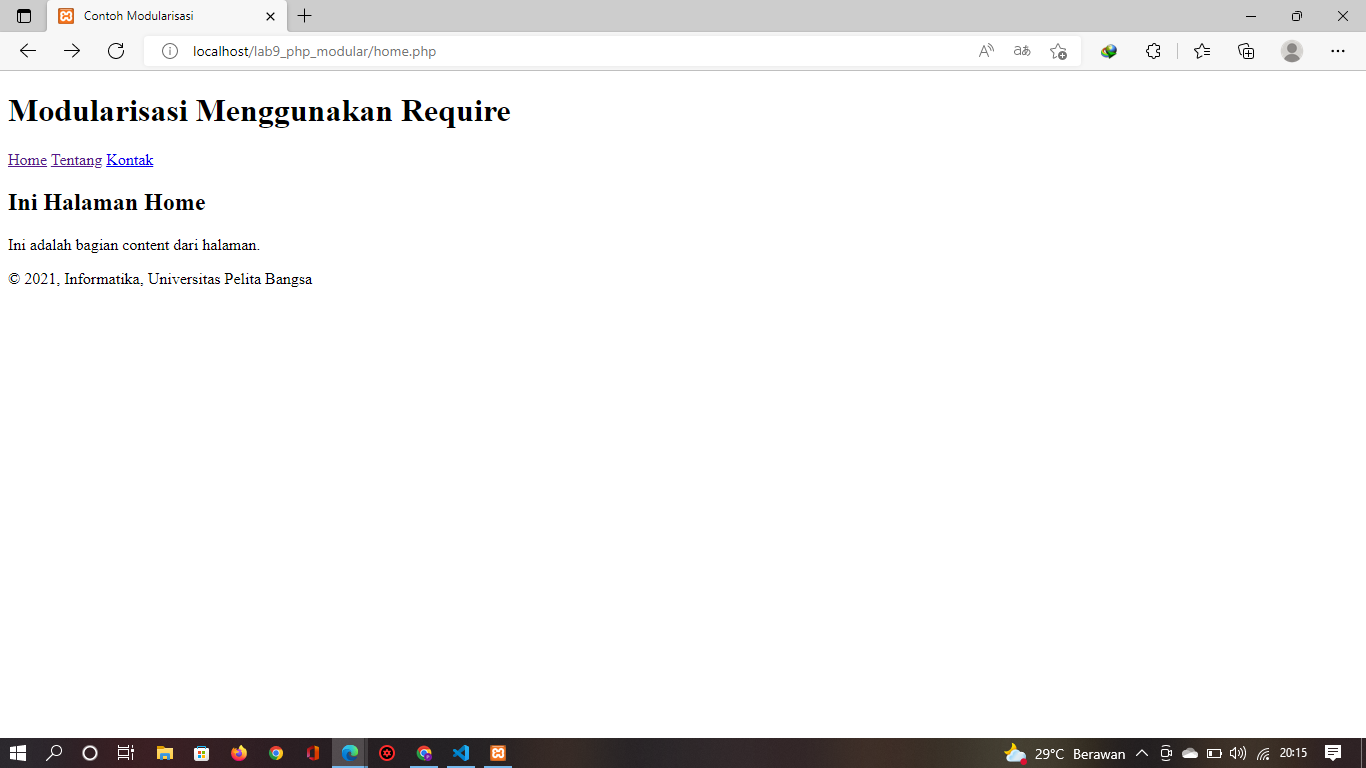 Contoh Modularisasi
localhost/lab9_php_modular/home.php
Modularisasi Menggunakan Require
Home Tentang Kontak
Ini Halaman Home
Ini adalah bagian content dari halaman.
© 2021, Informatika, Universitas Pelita Bangsa
29°C Berawan 20:15